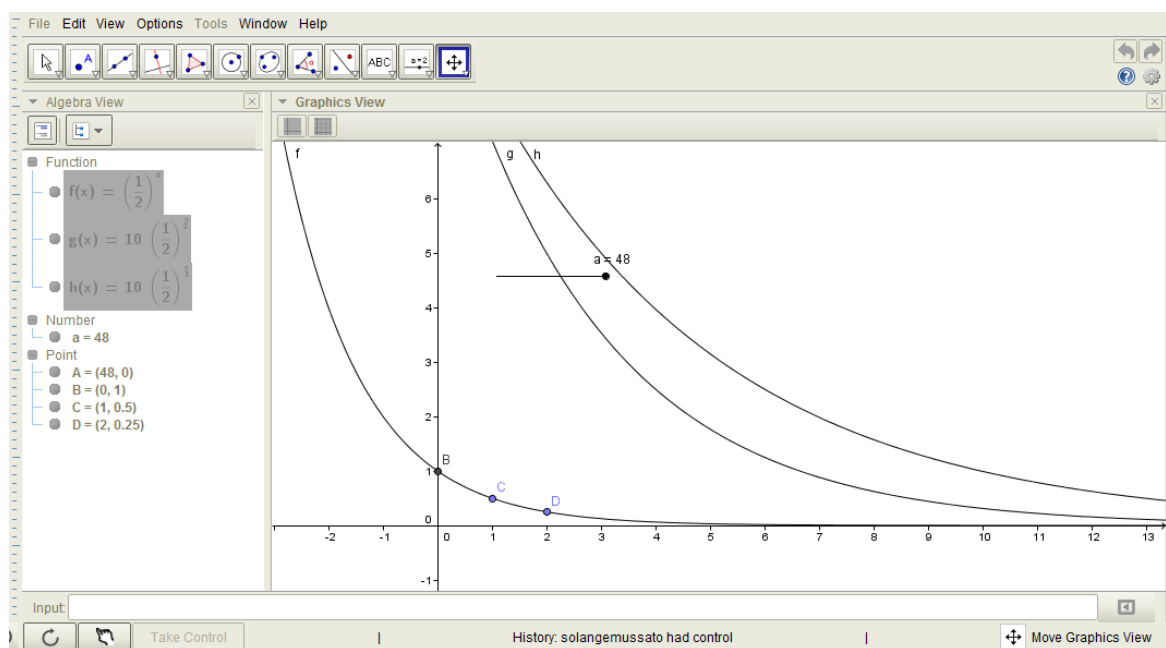 File Edit View Options Tools Window Help
A ABC a=2
Algebra View
Graphics View
Function
f(x) = (1/2)^x
g(x) = 10 (1/2)^(x/2)
h(x) = 10 (1/2)^(x/3)
Number
a = 48
Point
A = (48, 0)
B = (0, 1)
C = (1, 0.5)
D = (2, 0.25)
f g h
6
5
a = 48
4
3
2
1 B
C
D
0
-2 -1 0 1 2 3 4 5 6 7 8 9 10 11 12 13
-1
Input:
Take Control | History: solangemussato had control | Move Graphics View